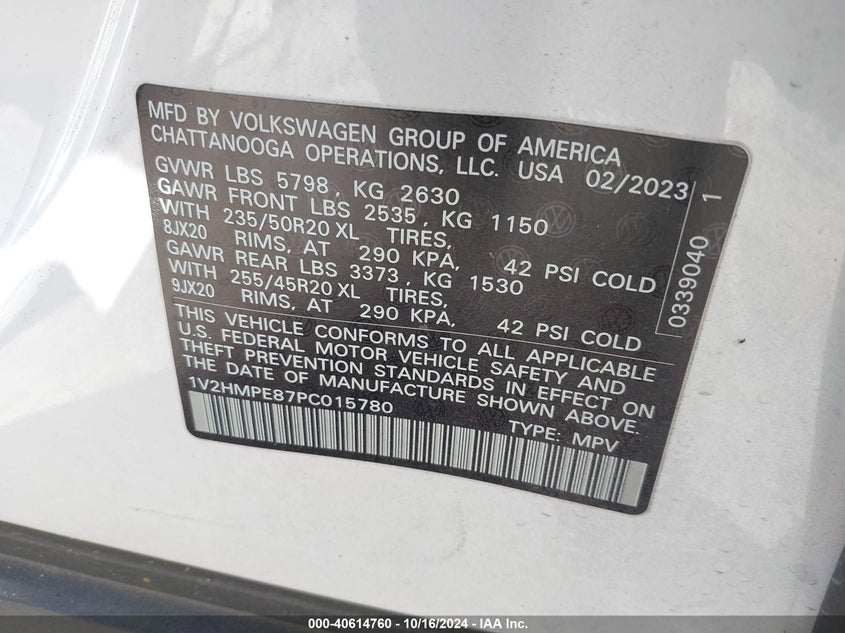 MFD BY VOLKSWAGEN GROUP OF AMERICA
CHATTANOOGA OPERATIONS, LLC. USA 02/2023
GVWR LBS 5798, KG 2630
GAWR FRONT LBS 2535, KG 1150
WITH 235/50R20 XL TIRES,
8JX20 RIMS, AT 290 KPA, 42 PSI COLD
GAWR REAR LBS 3373, KG 1530
WITH 255/45R20 XL TIRES,
9JX20 RIMS, AT 290 KPA, 42 PSI COLD
THIS VEHICLE CONFORMS TO ALL APPLICABLE
U.S. FEDERAL MOTOR VEHICLE SAFETY AND
THEFT PREVENTION STANDARDS IN EFFECT ON
THE DATE OF MANUFACTURE SHOWN ABOVE.
1V2HMPE87PC015780
TYPE: MPV
0339040 1
000-40614760 - 10/16/2024 - IAA Inc.